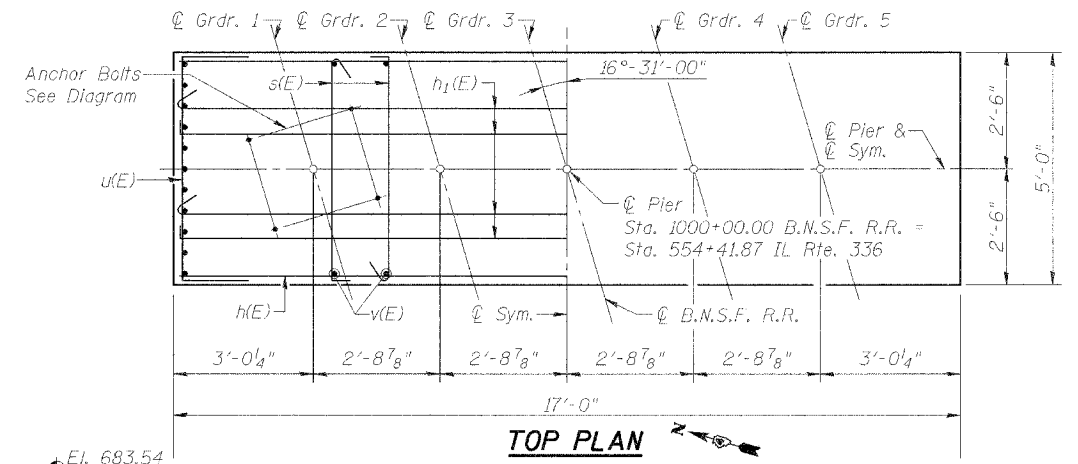 ℄ Grdr. 1
℄ Grdr. 2
℄ Grdr. 3
℄ Grdr. 4
℄ Grdr. 5
Anchor Bolts
See Diagram
s(E)
h₁(E)
16°-31'-00"
2'-6"
℄ Pier &
℄ Sym.
5'-0"
u(E)
℄ Pier
Sta. 1000+00.00 B.N.S.F. R.R. =
Sta. 554+41.87 IL Rte. 336
2'-6"
h(E)
v(E)
℄ Sym.
℄ B.N.S.F. R.R.
3'-0¼"
2'-8⅞"
2'-8⅞"
2'-8⅞"
2'-8⅞"
3'-0¼"
17'-0"
TOP PLAN
N
El. 683.54